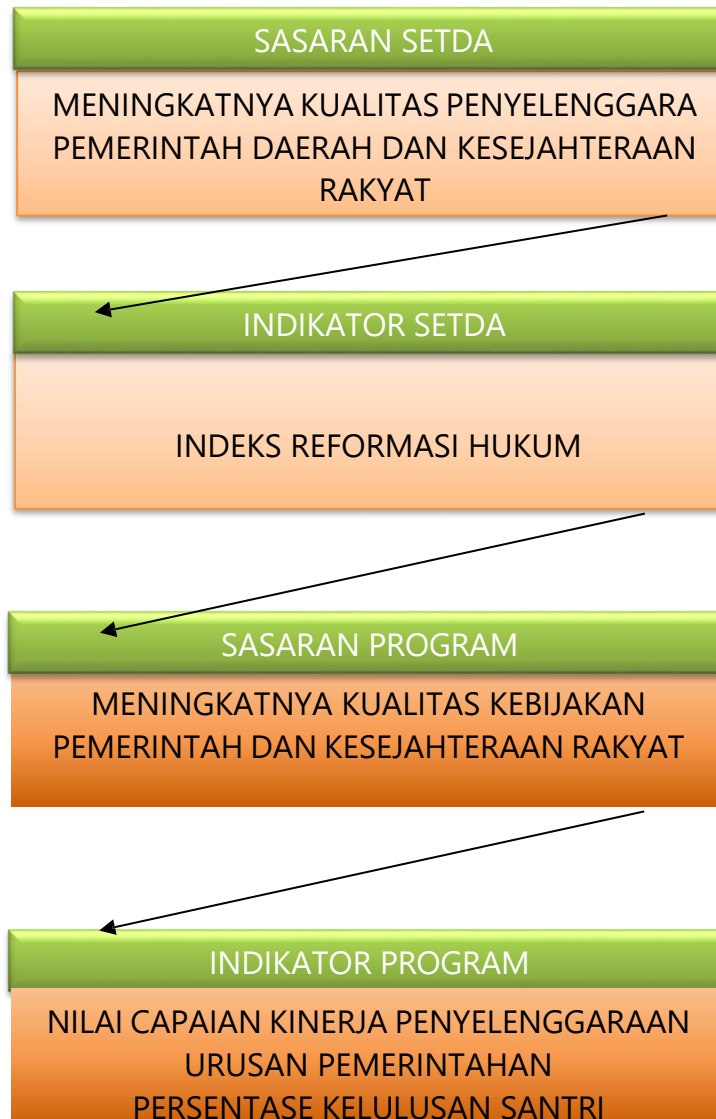 SASARAN SETDA
MENINGKATNYA KUALITAS PENYELENGGARA
PEMERINTAH DAERAH DAN KESEJAHTERAAN
RAKYAT
INDIKATOR SETDA
INDEKS REFORMASI HUKUM
SASARAN PROGRAM
MENINGKATNYA KUALITAS KEBIJAKAN
PEMERINTAH DAN KESEJAHTERAAN RAKYAT
INDIKATOR PROGRAM
NILAI CAPAIAN KINERJA PENYELENGGARAAN
URUSAN PEMERINTAHAN
PERSENTASE KELULUSAN SANTRI